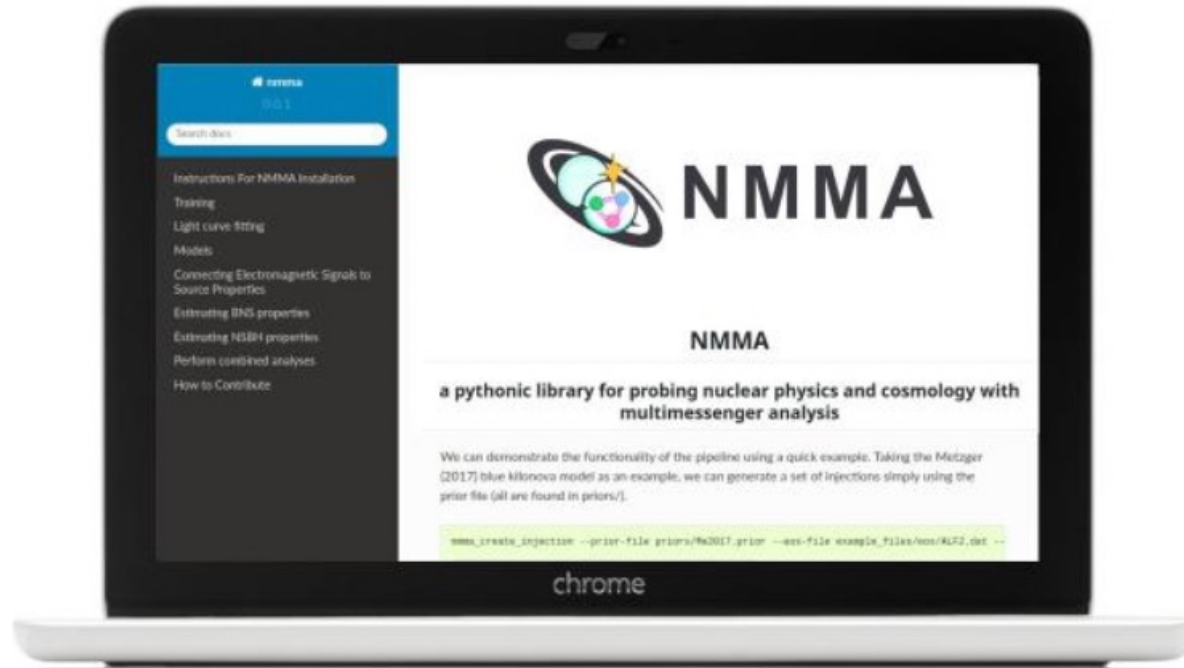 nmma
0.0.1
Search docs
Instructions For NMMA Installation
Training
Light curve fitting
Models
Connecting Electromagnetic Signals to
Source Properties
Estimating BNS properties
Estimating NSBH properties
Perform combined analyses
How to Contribute
NMMA
NMMA
a pythonic library for probing nuclear physics and cosmology with
multimessenger analysis
We can demonstrate the functionality of the pipeline using a quick example. Taking the Metzger
(2017) blue kilonova model as an example, we can generate a set of injections simply using the
prior file (all are found in priors/).
nmma_create_injection --prior-file priors/Me2017.prior --eos-file example_files/eos/ALF2.dat --
chrome